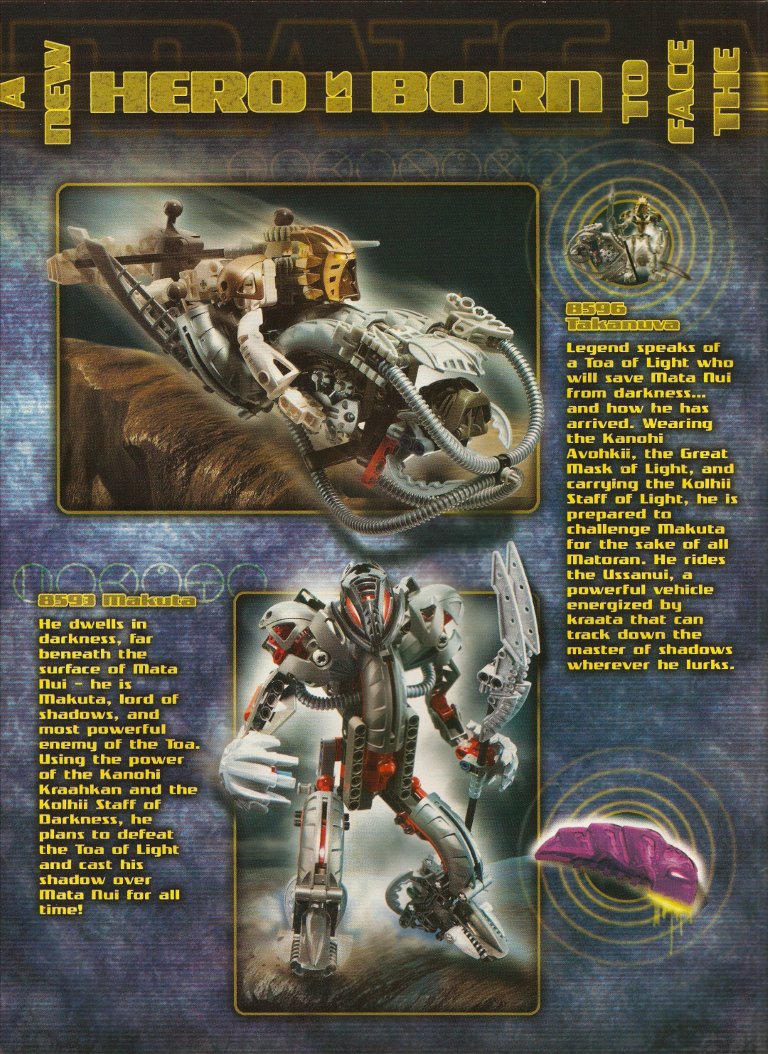 A NEW HERO IS BORN TO FACE THE
8596
Takanuva
Legend speaks of
a Toa of Light who
will save Mata Nui
from darkness...
and how he has
arrived. Wearing
the Kanohi
Avohkii, the Great
Mask of Light, and
carrying the Kolhii
Staff of Light, he is
prepared to
challenge Makuta
for the sake of all
Matoran. He rides
the Ussanui, a
powerful vehicle
energized by
kraata that can
track down the
master of shadows
wherever he lurks.
8593 Makuta
He dwells in
darkness, far
beneath the
surface of Mata
Nui - he is
Makuta, lord of
shadows, and
most powerful
enemy of the Toa.
Using the power
of the Kanohi
Kraahkan and the
Kolhii Staff of
Darkness, he
plans to defeat
the Toa of Light
and cast his
shadow over
Mata Nui for all
time!